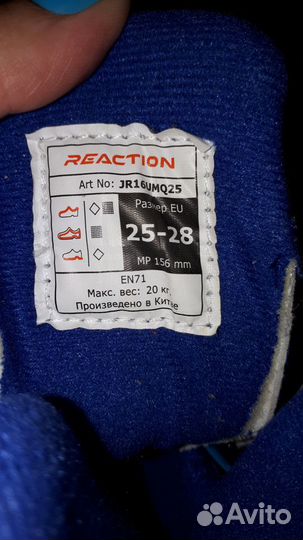 REACTION
Art No: JR16UMQ25
Размер EU
25-28
MP 156 mm
EN71
Макс. вес: 20 кг.
Произведено в Китае
Avito